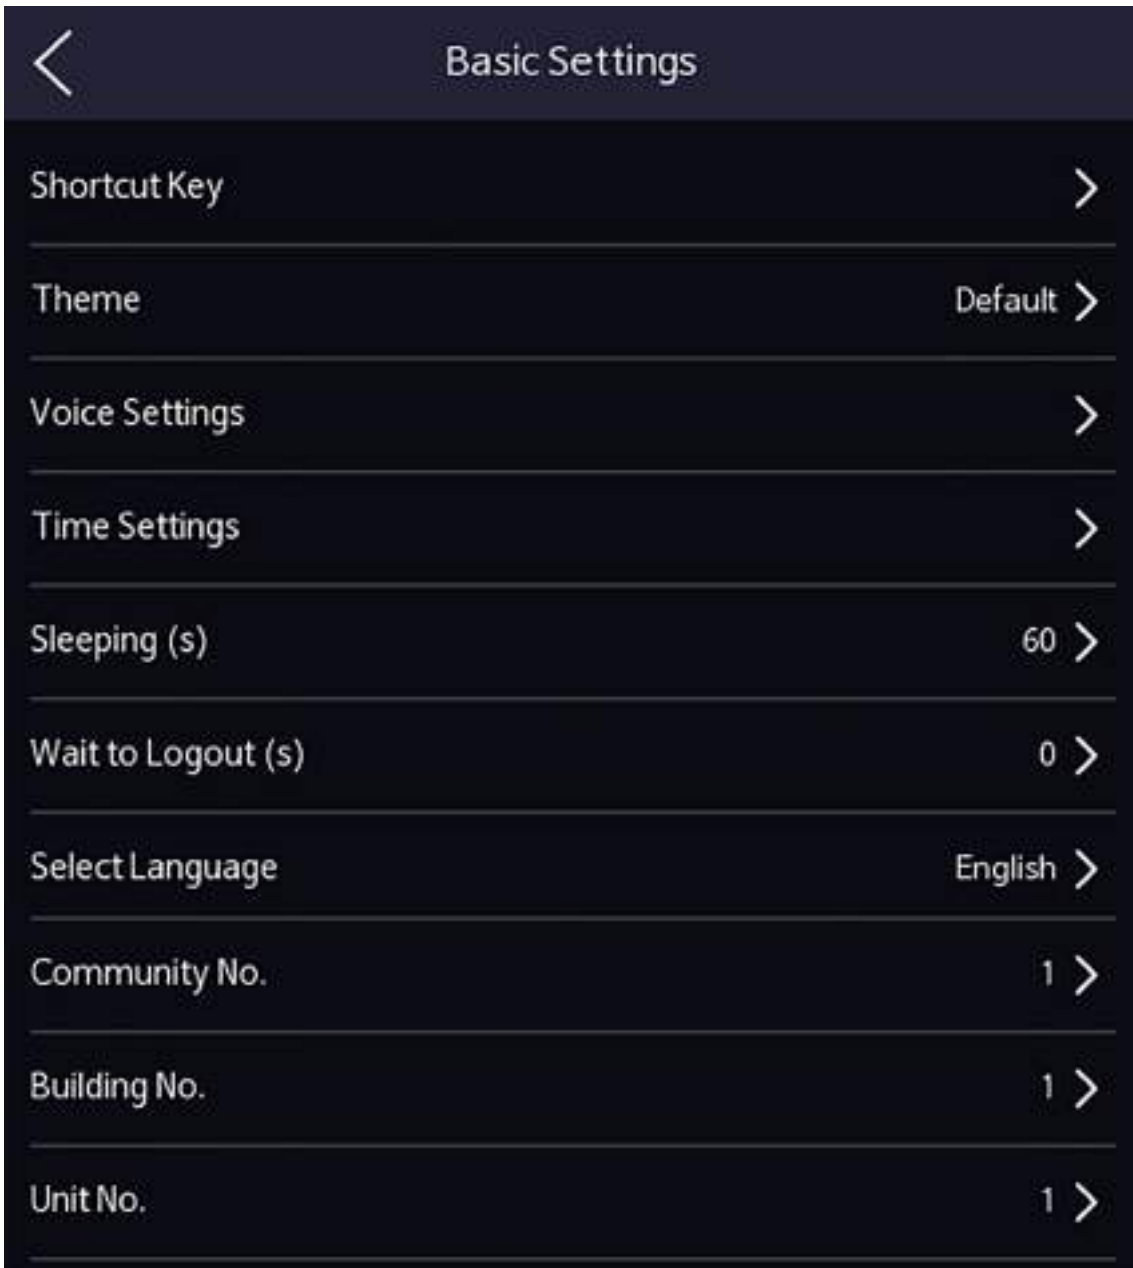 Basic Settings
Shortcut Key
Theme Default
Voice Settings
Time Settings
Sleeping (s) 60
Wait to Logout (s) 0
Select Language English
Community No. 1
Building No. 1
Unit No. 1